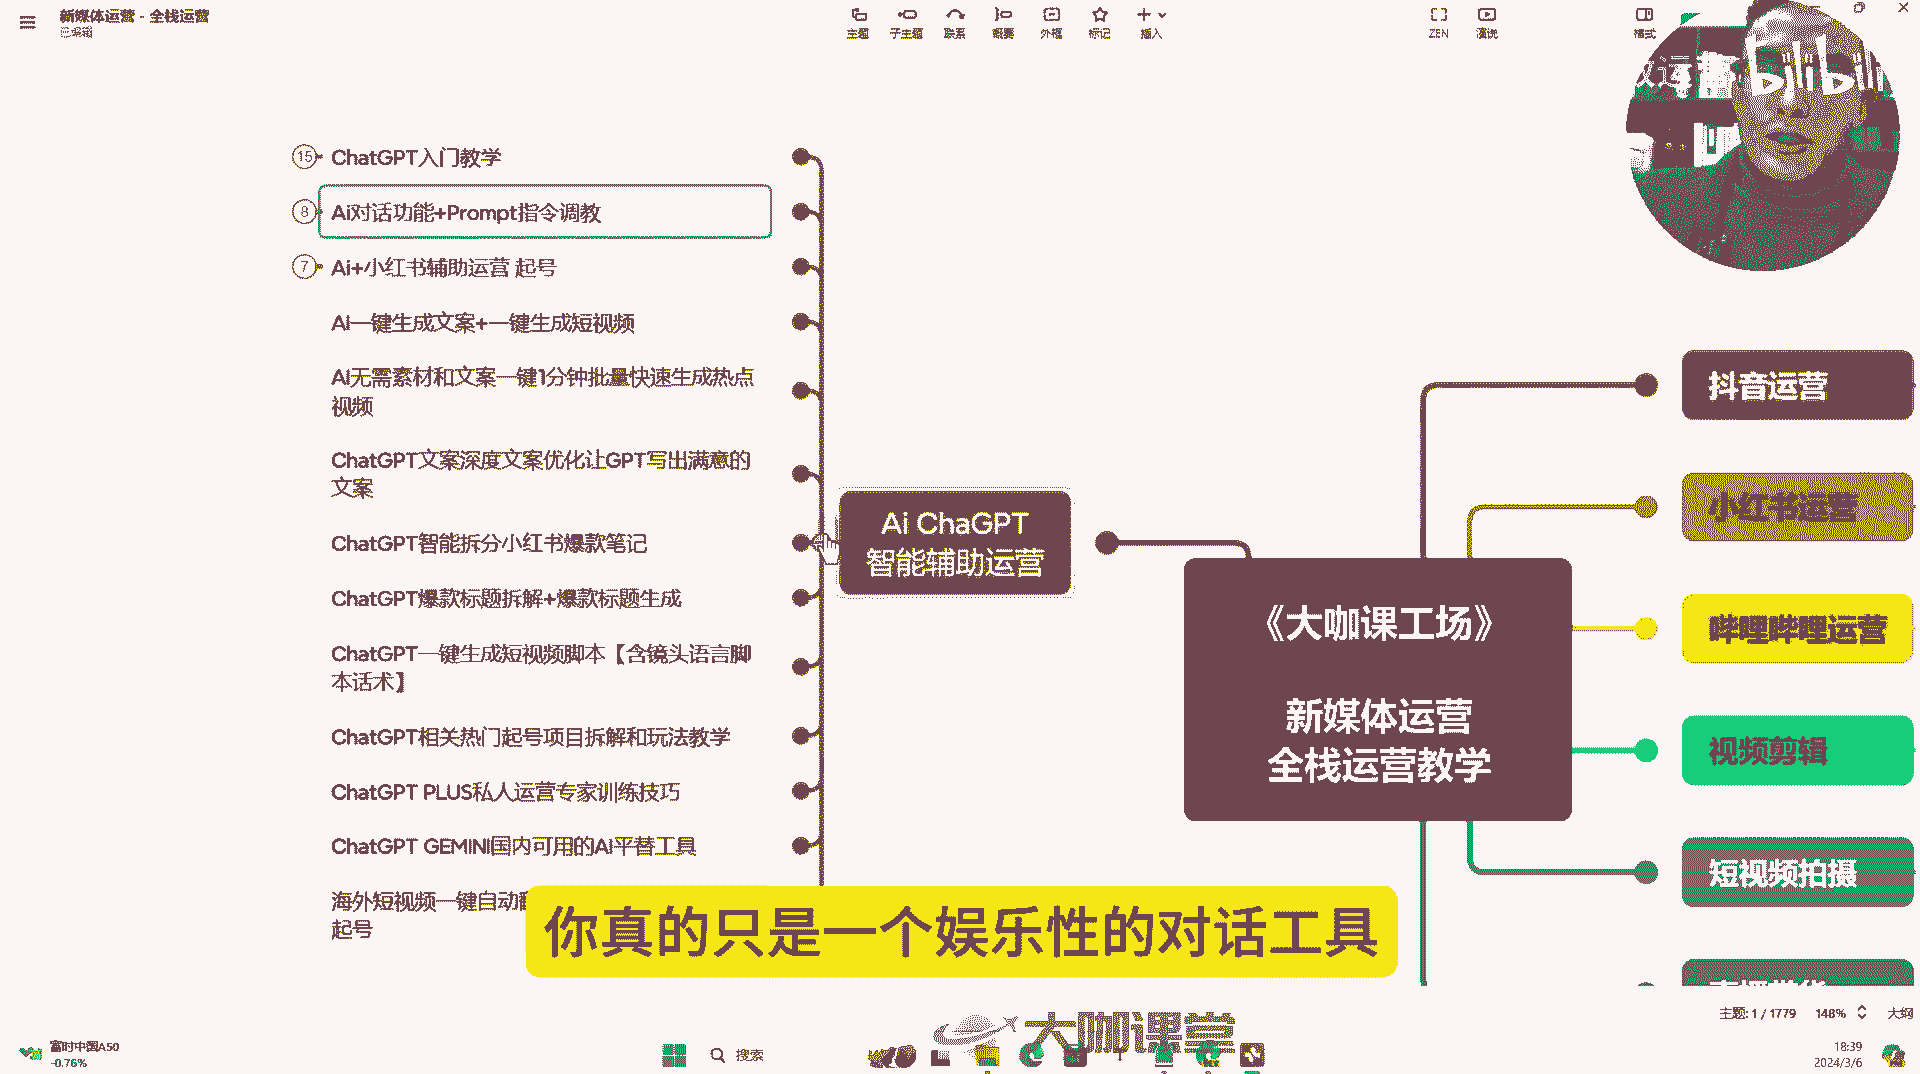 新媒体运营 - 全栈运营
已编辑
主题
子主题
联系
概要
外框
标记
插入
ZEN
演说
格式
bilibili
15
ChatGPT入门教学
8
Ai对话功能+Prompt指令调教
7
Ai+小红书辅助运营 起号
AI一键生成文案+一键生成短视频
AI无需素材和文案一键1分钟批量快速生成热点
视频
ChatGPT文案深度文案优化让GPT写出满意的
文案
ChatGPT智能拆分小红书爆款笔记
ChatGPT爆款标题拆解+爆款标题生成
ChatGPT一键生成短视频脚本【含镜头语言脚
本话术】
ChatGPT相关热门起号项目拆解和玩法教学
ChatGPT PLUS私人运营专家训练技巧
ChatGPT GEMINI国内可用的AI平替工具
海外短视频一键自动
起号
Ai ChaGPT
智能辅助运营
《大咖课工场》
新媒体运营
全栈运营教学
抖音运营
小红书运营
哔哩哔哩运营
视频剪辑
短视频拍摄
你真的只是一个娱乐性的对话工具
大咖课堂
主题: 1 / 1779
148%
大纲
富时中国A50
-0.76%
搜索
18:39
2024/3/6